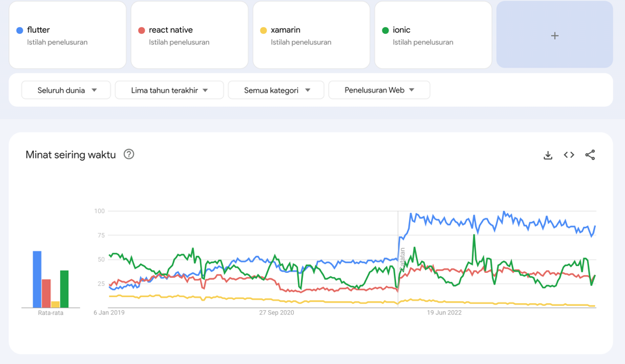 flutter
Istilah penelusuran
react native
Istilah penelusuran
xamarin
Istilah penelusuran
ionic
Istilah penelusuran
+
Seluruh dunia
Lima tahun terakhir
Semua kategori
Penelusuran Web
Minat seiring waktu
100
75
50
25
Rata-rata
6 Jan 2019
27 Sep 2020
19 Jun 2022